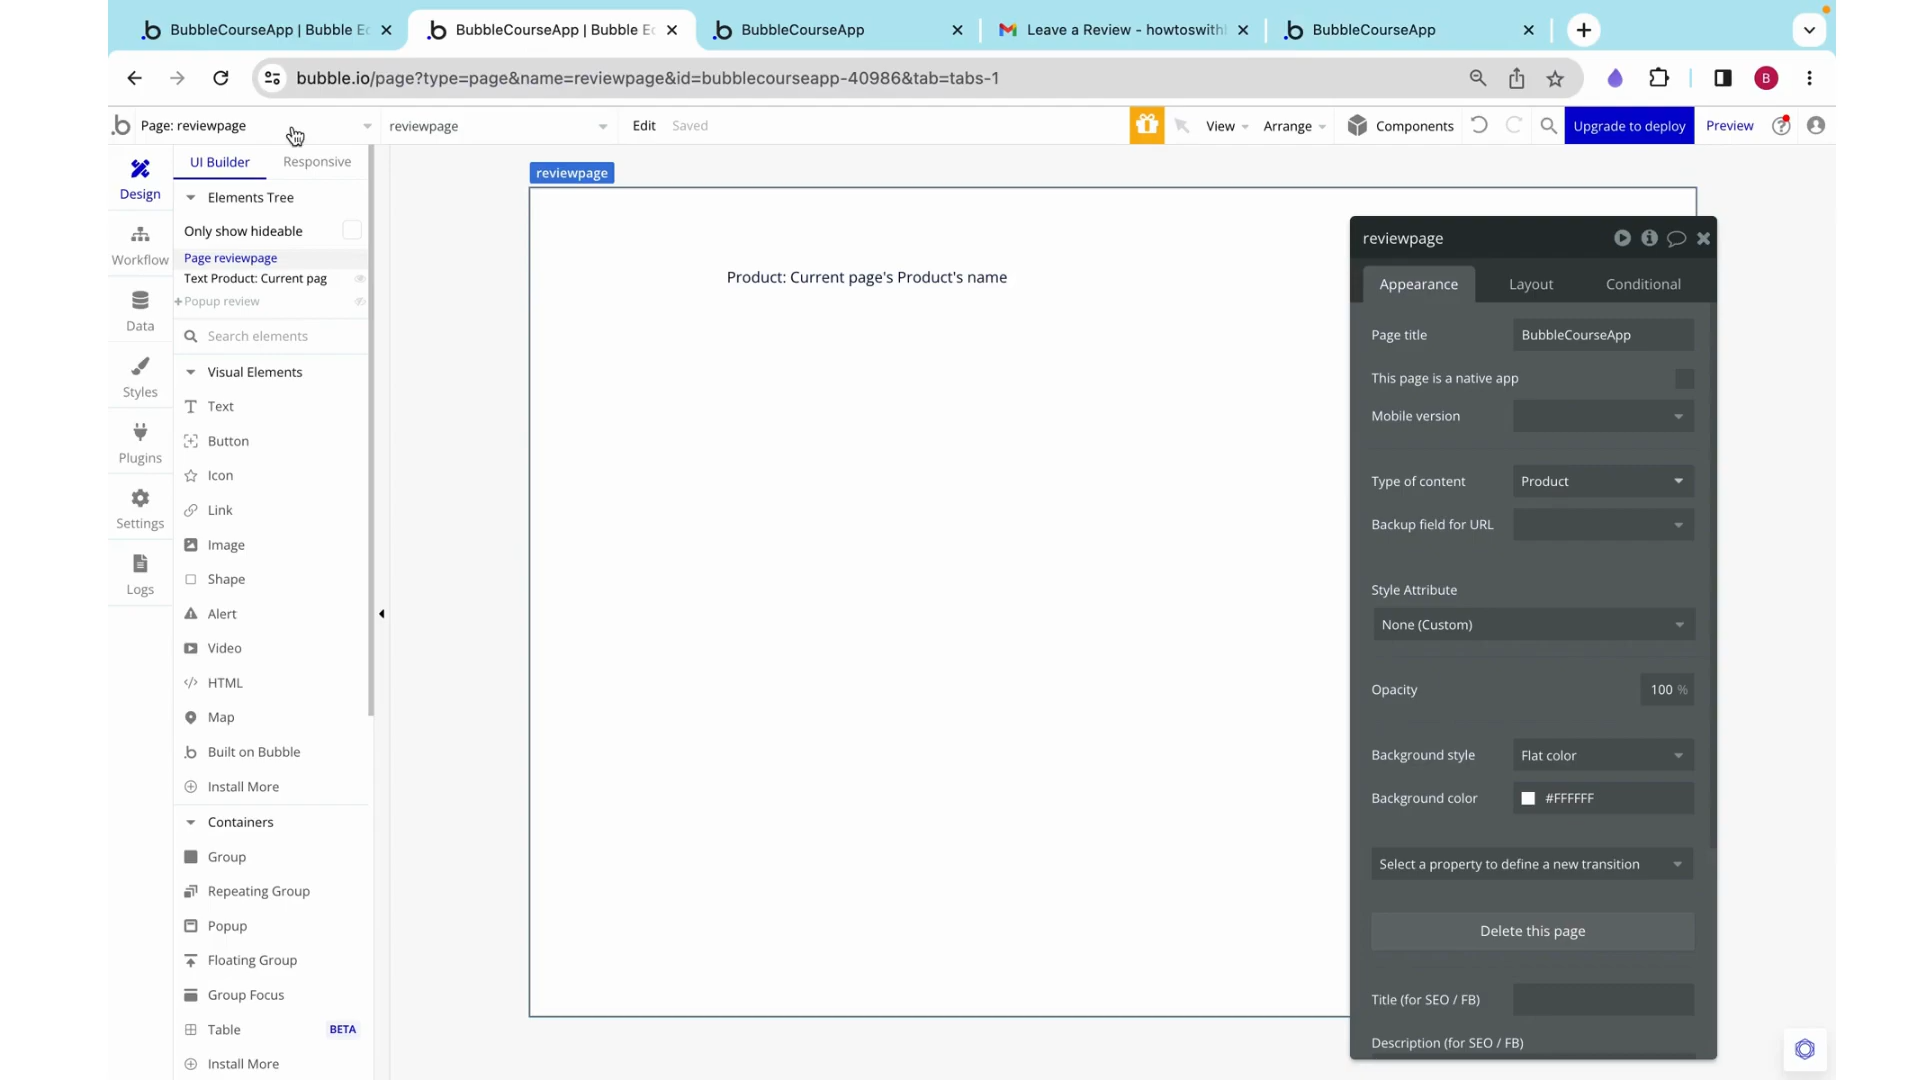 BubbleCourseApp | Bubble Ec
BubbleCourseApp | Bubble Ec
BubbleCourseApp
Leave a Review - howtoswithl
BubbleCourseApp
bubble.io/page?type=page&name=reviewpage&id=bubblecourseapp-40986&tab=tabs-1
B
Page: reviewpage
reviewpage
Edit
Saved
View
Arrange
Components
Upgrade to deploy
Preview
Design
Workflow
Data
Styles
Plugins
Settings
Logs
UI Builder
Responsive
Elements Tree
Only show hideable
Page reviewpage
Text Product: Current pag
Popup review
Search elements
Visual Elements
Text
Button
Icon
Link
Image
Shape
Alert
Video
HTML
Map
Built on Bubble
Install More
Containers
Group
Repeating Group
Popup
Floating Group
Group Focus
Table BETA
Install More
reviewpage
Product: Current page's Product's name
reviewpage
Appearance
Layout
Conditional
Page title BubbleCourseApp
This page is a native app
Mobile version
Type of content Product
Backup field for URL
Style Attribute
None (Custom)
Opacity 100 %
Background style Flat color
Background color #FFFFFF
Select a property to define a new transition
Delete this page
Title (for SEO / FB)
Description (for SEO / FB)